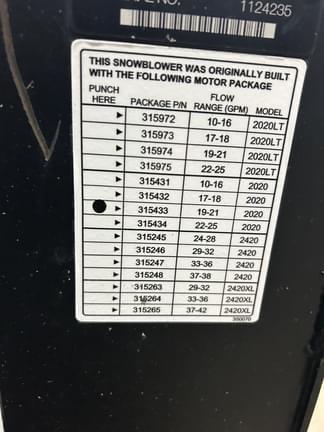 NO. 1124235
THIS SNOWBLOWER WAS ORIGINALLY BUILT
WITH THE FOLLOWING MOTOR PACKAGE
PUNCH HERE PACKAGE P/N FLOW RANGE (GPM) MODEL
▶ 315972 10-16 2020LT
▶ 315973 17-18 2020LT
▶ 315974 19-21 2020LT
▶ 315975 22-25 2020LT
▶ 315431 10-16 2020
▶ 315432 17-18 2020
▶ 315433 19-21 2020
▶ 315434 22-25 2020
▶ 315245 24-28 2420
▶ 315246 29-32 2420
▶ 315247 33-36 2420
▶ 315248 37-38 2420
▶ 315263 29-32 2420XL
▶ 315264 33-36 2420XL
▶ 315265 37-42 2420XL